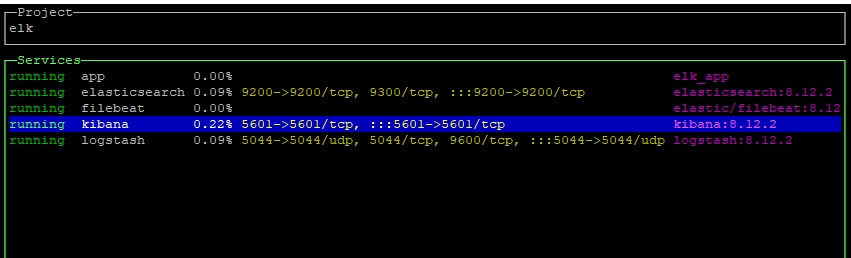 Project
elk
Services
running app 0.00% elk_app
running elasticsearch 0.09% 9200->9200/tcp, 9300/tcp, :::9200->9200/tcp elasticsearch:8.12.2
running filebeat 0.00% elastic/filebeat:8.12
running kibana 0.22% 5601->5601/tcp, :::5601->5601/tcp kibana:8.12.2
running logstash 0.09% 5044->5044/udp, 5044/tcp, 9600/tcp, :::5044->5044/udp logstash:8.12.2